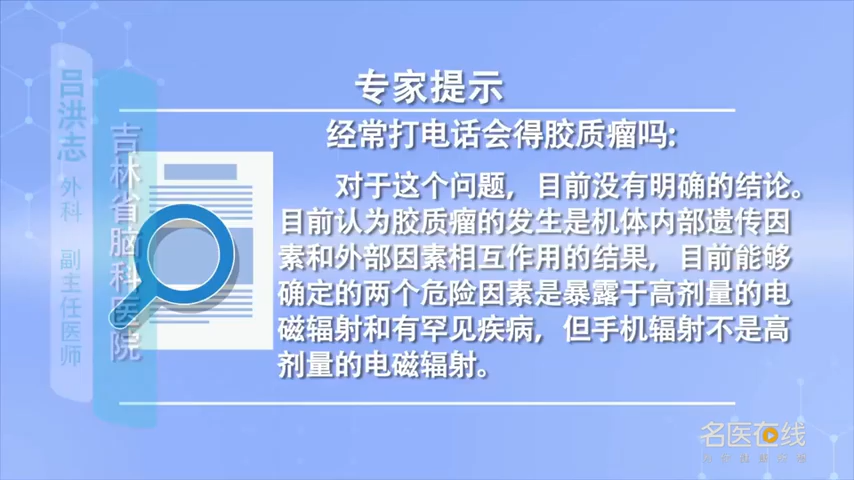 专家提示
经常打电话会得胶质瘤吗:
对于这个问题，目前没有明确的结论。
目前认为胶质瘤的发生是机体内部遗传因
素和外部因素相互作用的结果，目前能够
确定的两个危险因素是暴露于高剂量的电
磁辐射和有罕见疾病，但手机辐射不是高
剂量的电磁辐射。
吕洪志 外科 副主任医师
吉林省脑科医院
名医在线